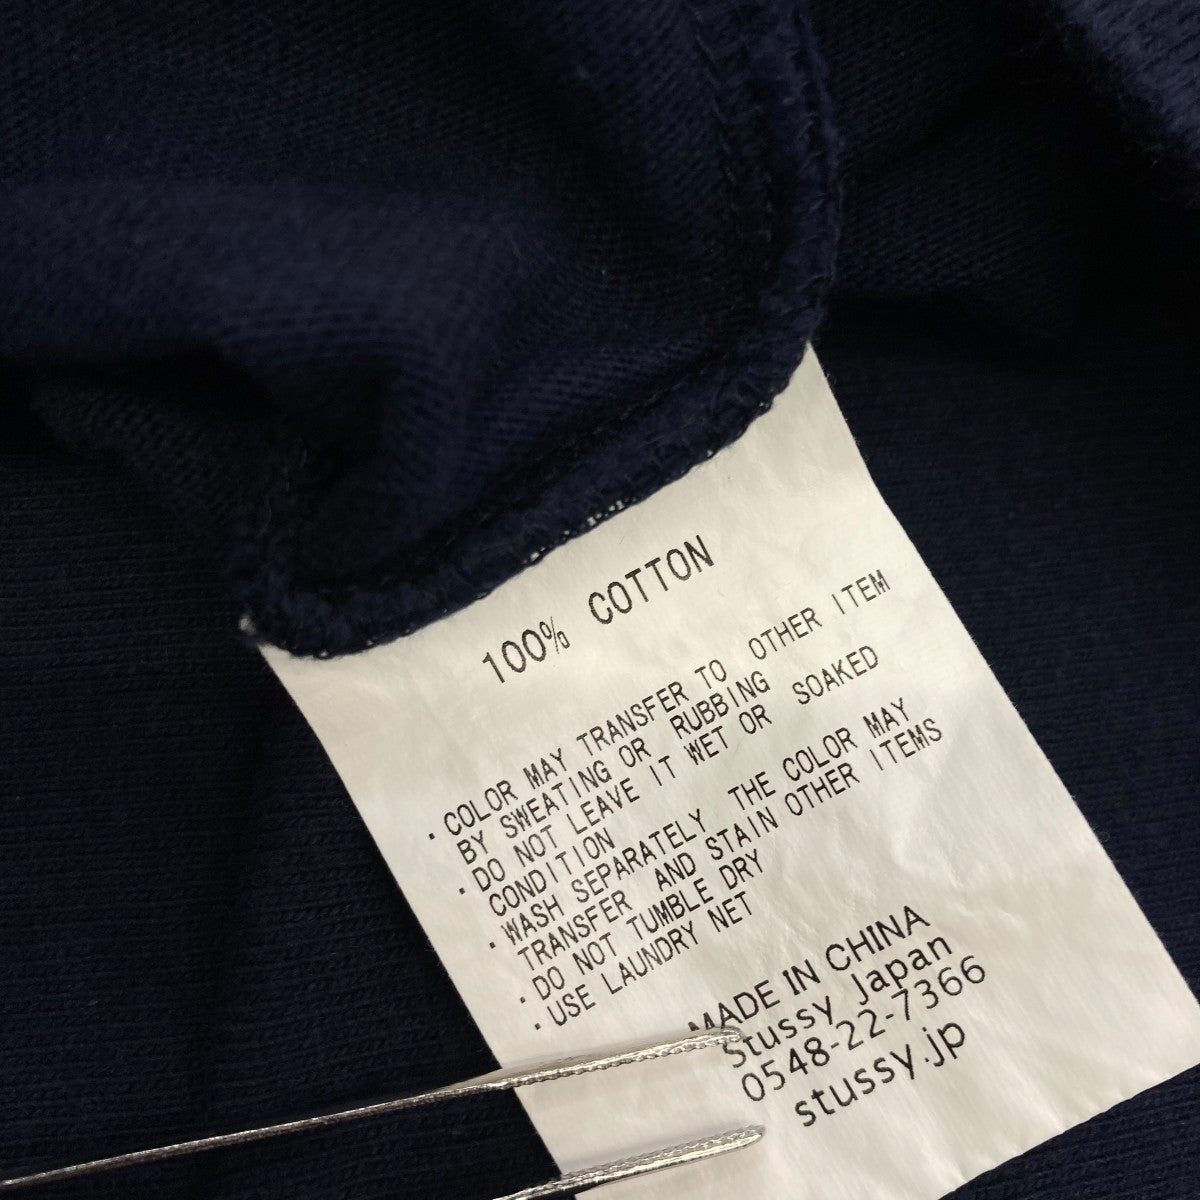 100% COTTON
・COLOR MAY TRANSFER TO OTHER ITEM
BY SWEATING OR RUBBING
・DO NOT LEAVE IT WET OR SOAKED
CONDITION
・WASH SEPARATELY THE COLOR MAY
TRANSFER AND STAIN OTHER ITEMS
・DO NOT TUMBLE DRY
・USE LAUNDRY NET
MADE IN CHINA
Stussy Japan
0548-22-7366
stussy.jp